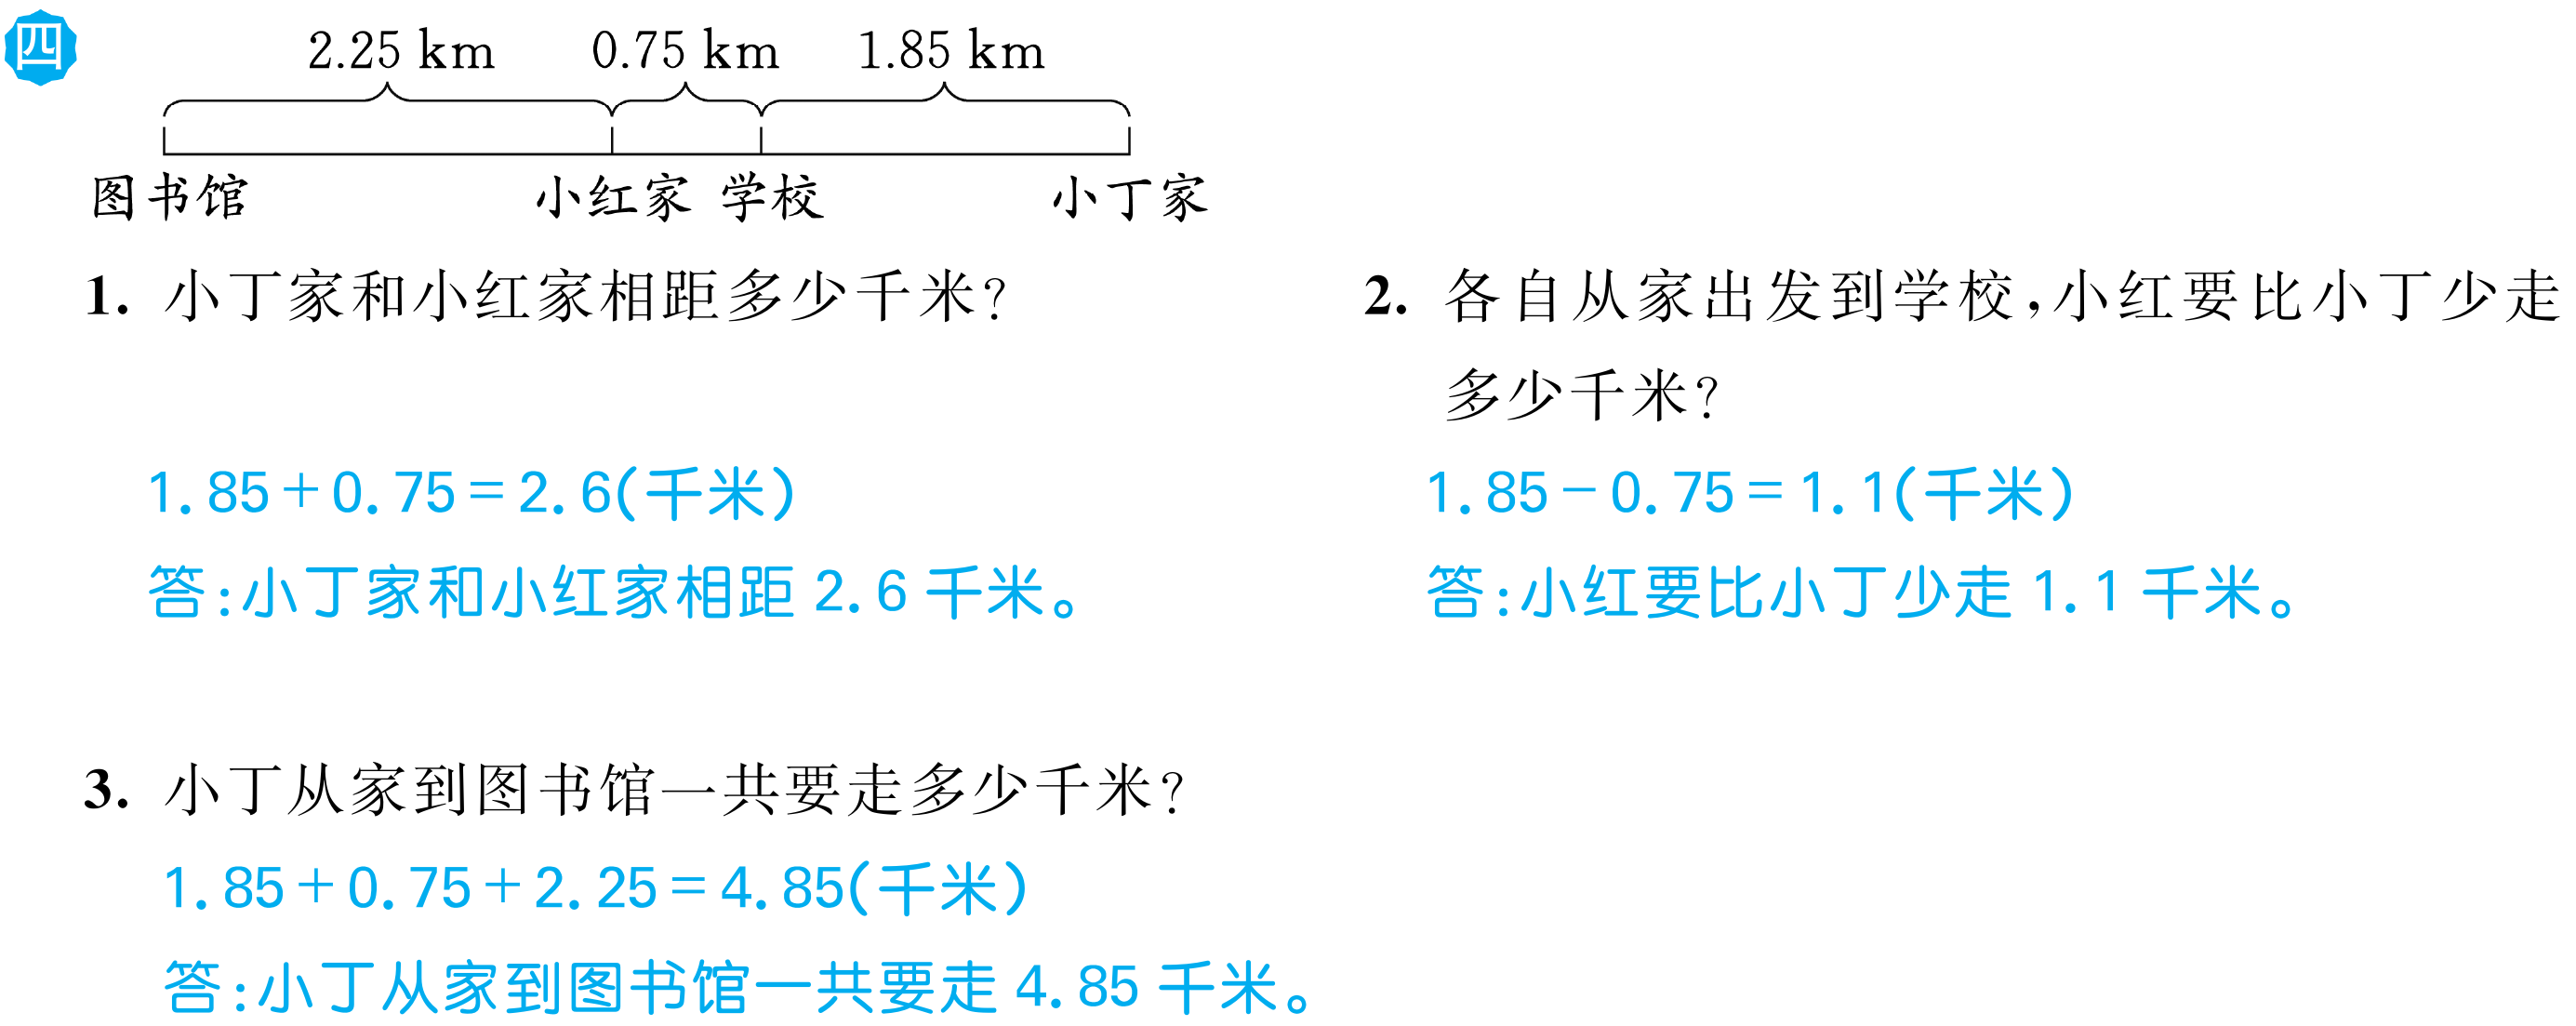 四
2.25 km 0.75 km 1.85 km
图书馆 小红家 学校 小丁家
1. 小丁家和小红家相距多少千米?
1.85+0.75=2.6(千米)
答:小丁家和小红家相距 2.6 千米。
2. 各自从家出发到学校,小红要比小丁少走
多少千米?
1.85-0.75=1.1(千米)
答:小红要比小丁少走 1.1 千米。
3. 小丁从家到图书馆一共要走多少千米?
1.85+0.75+2.25=4.85(千米)
答:小丁从家到图书馆一共要走 4.85 千米。